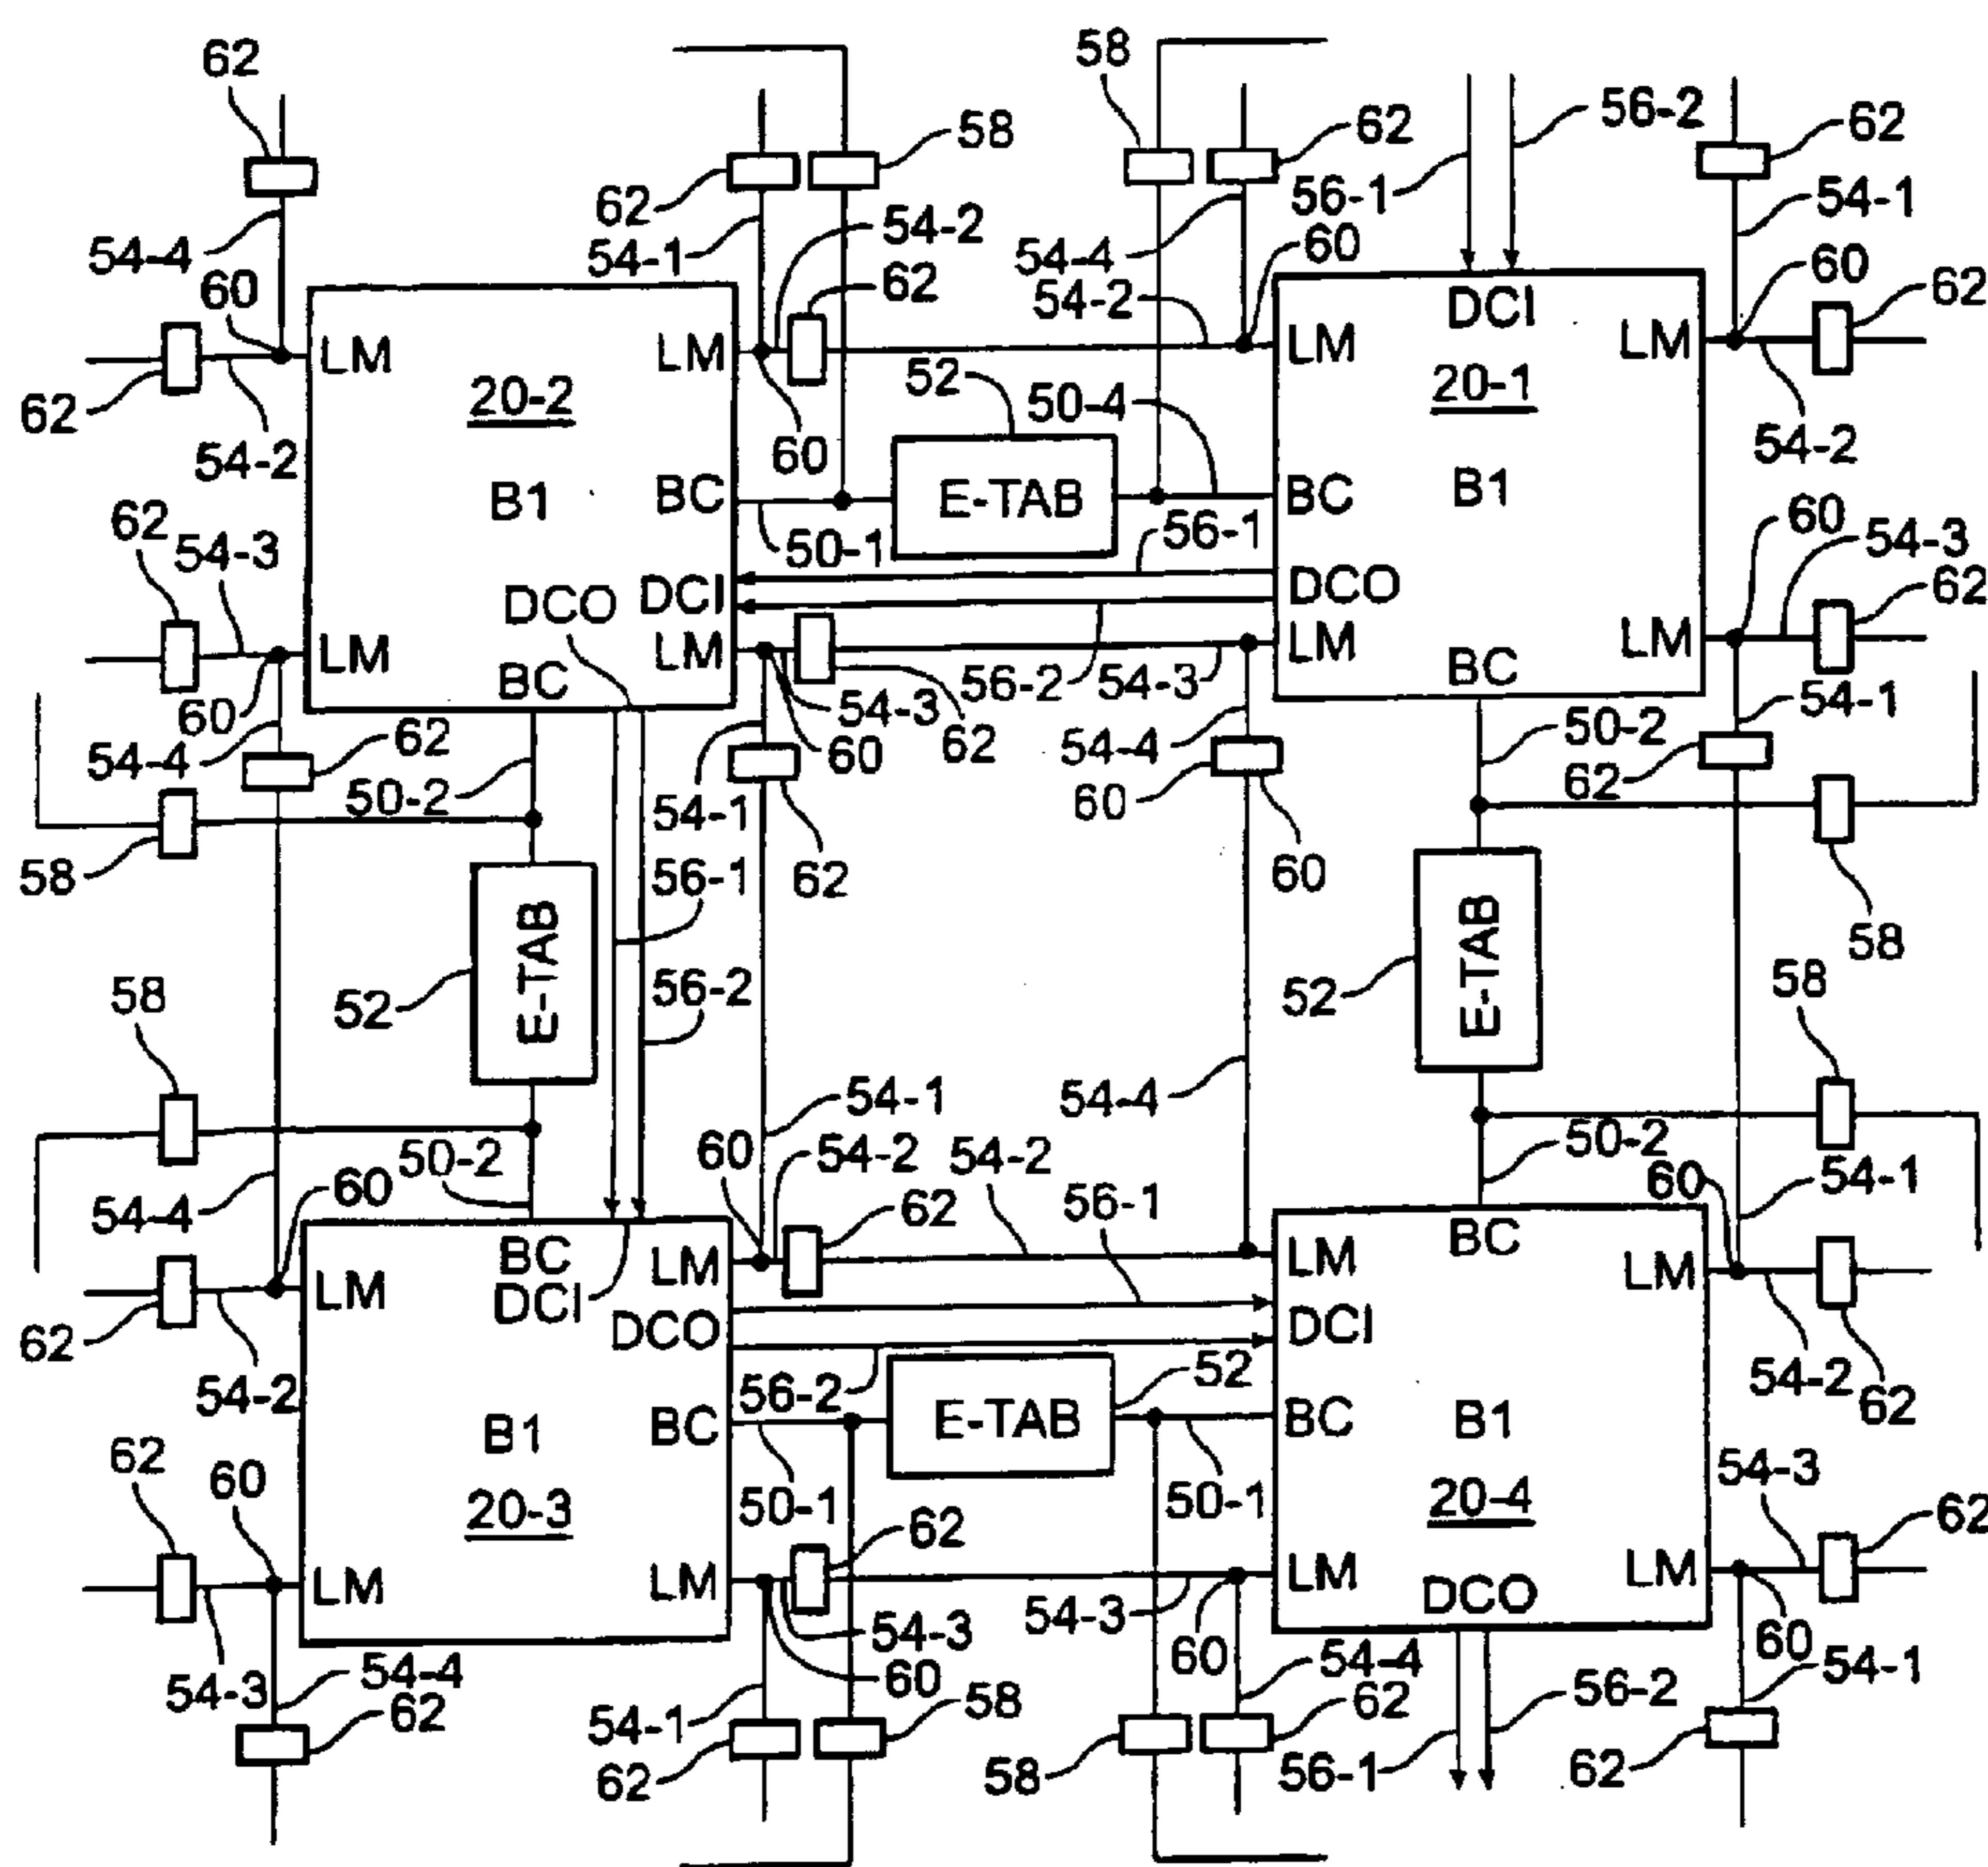 62 58 58 62 56-2 62
62 54-1 54-2 54-4 56-1 54-1
54-4 60 62 54-2 60 60 62
LM LM LM DCI LM
20-2 52 50-4 20-1
62 54-2 60 54-2
B1 BC E-TAB BC B1
62 54-3 50-1 56-1 60 54-3
DCO DCI DCO 62
LM LM LM LM
BC 56-2 54-3 BC
60 54-3 60 62 54-1
54-4 62 50-2 54-1 62 54-4 60 60 50-2 62
58 56-1 62 58
E-TAB E-TAB
58 52 56-2 52 58
54-1 54-4
54-4 60 50-2 60 54-2 54-2 50-2 60 54-1
62 56-1
BC LM LM BC LM
LM DCI DCO DCI
62 54-2 56-2 52 54-2 62
B1 BC E-TAB BC B1
62 60 20-3 50-1 62 50-1 20-4 54-3 62
LM LM LM DCO LM
54-3 54-4 54-3 54-3 60 60
62 54-1 60 58 54-4 62 56-2 54-1
62 58 56-1 62